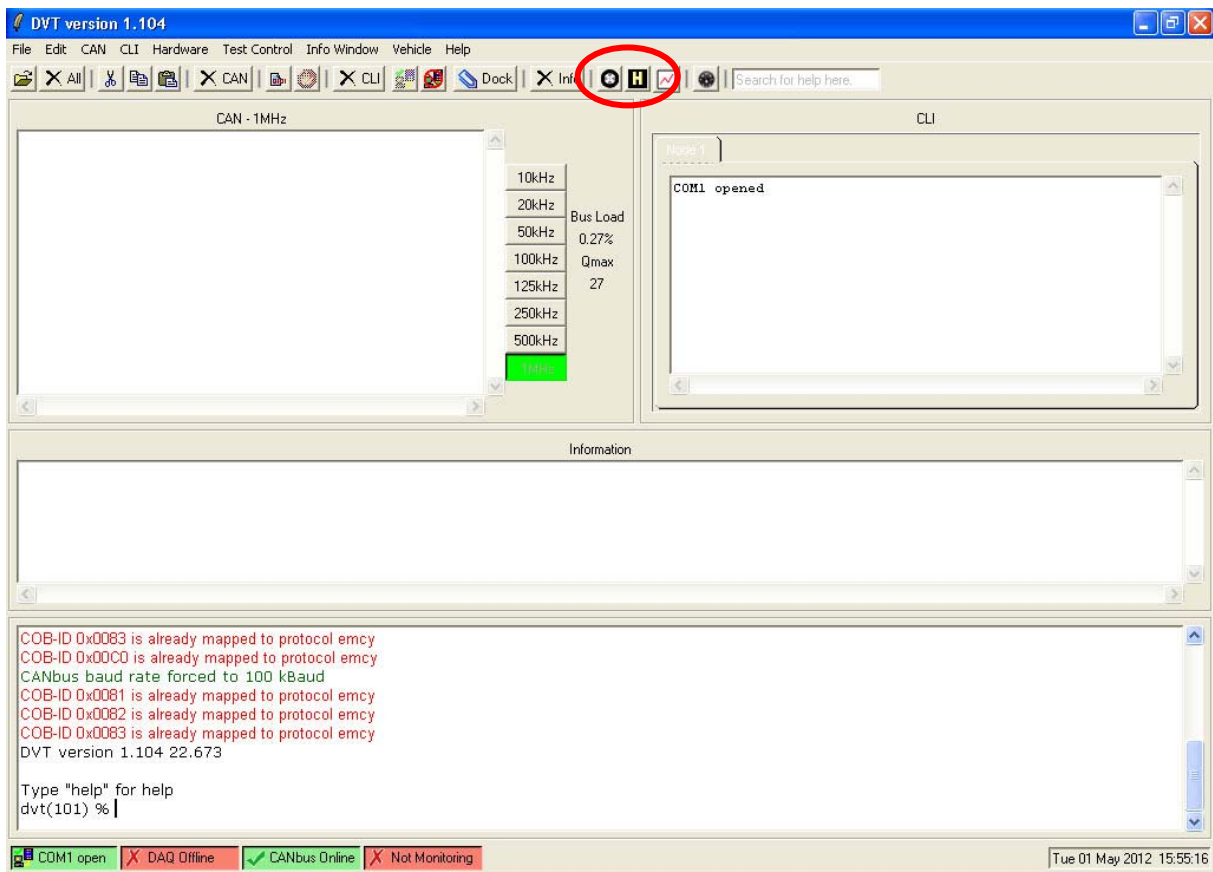 DVT version 1.104
File Edit CAN CLI Hardware Test Control Info Window Vehicle Help
All CAN CLI Dock Info H Search for help here.
CAN - 1MHz
10kHz
20kHz
50kHz
100kHz
125kHz
250kHz
500kHz
1MHz
Bus Load
0.27%
Qmax
27
CLI
Node 1
COM1 opened
Information
COB-ID 0x0083 is already mapped to protocol emcy
COB-ID 0x00C0 is already mapped to protocol emcy
CANbus baud rate forced to 100 kBaud
COB-ID 0x0081 is already mapped to protocol emcy
COB-ID 0x0082 is already mapped to protocol emcy
COB-ID 0x0083 is already mapped to protocol emcy
DVT version 1.104 22.673
Type "help" for help
dvt(101) %
COM1 open DAQ Offline CANbus Online Not Monitoring Tue 01 May 2012 15:55:16